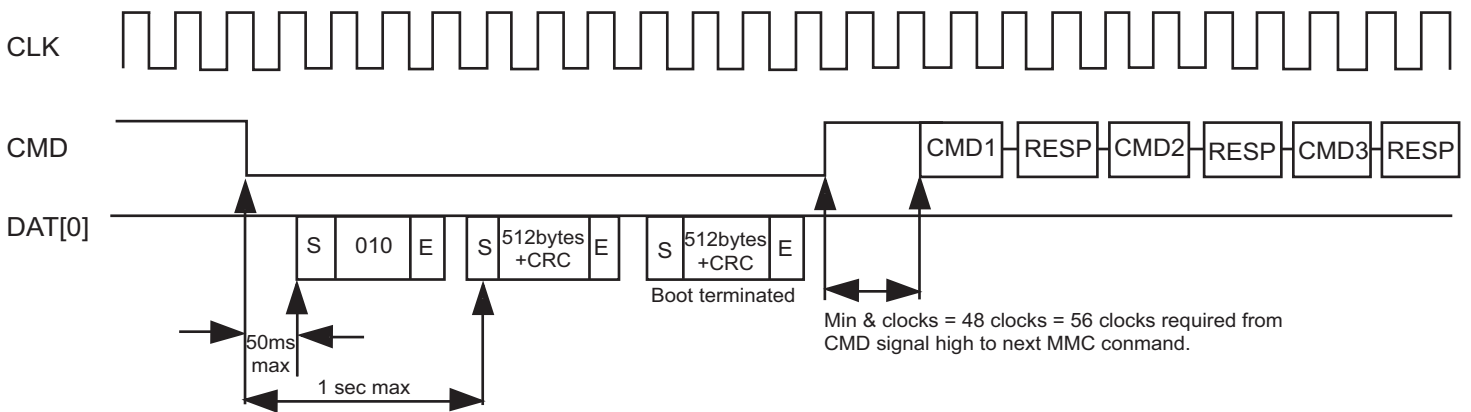 CLK
CMD
CMD1
RESP
CMD2
RESP
CMD3
RESP
DAT[0]
S
010
E
S
512bytes
+CRC
E
S
512bytes
+CRC
E
Boot terminated
50ms
max
1 sec max
Min & clocks = 48 clocks = 56 clocks required from
CMD signal high to next MMC conmand.